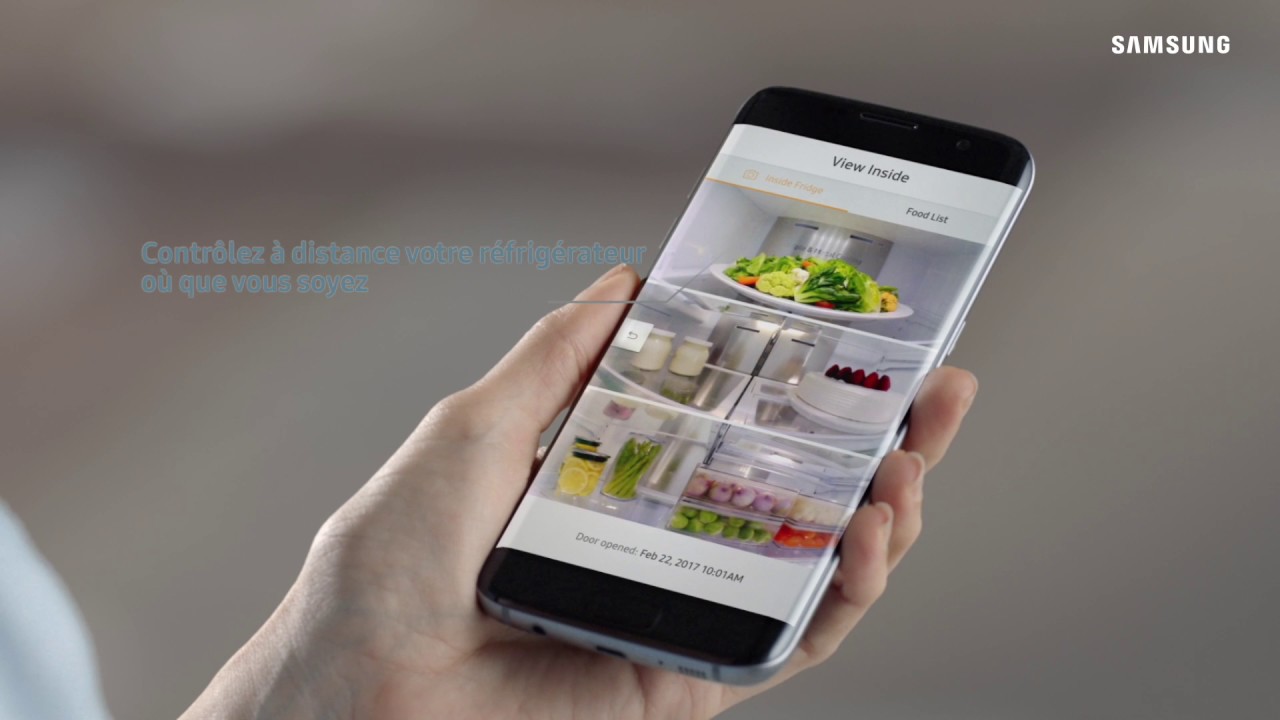 SAMSUNG
View Inside
Inside Fridge
Food List
Contrôlez à distance votre réfrigérateur
où que vous soyez
Door opened: Feb 22, 2017 10:01AM